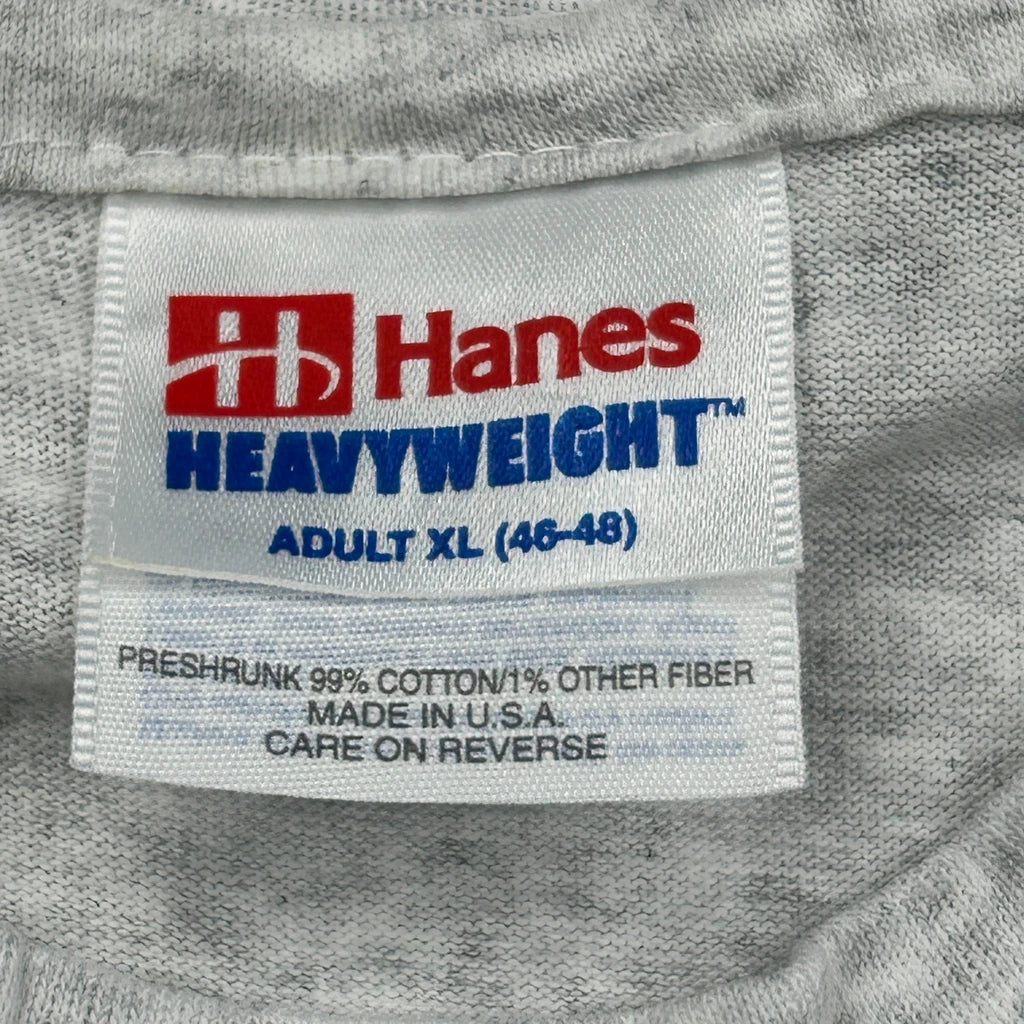 H Hanes
HEAVYWEIGHT™
ADULT XL (46-48)
PRESHRUNK 99% COTTON/1% OTHER FIBER
MADE IN U.S.A.
CARE ON REVERSE